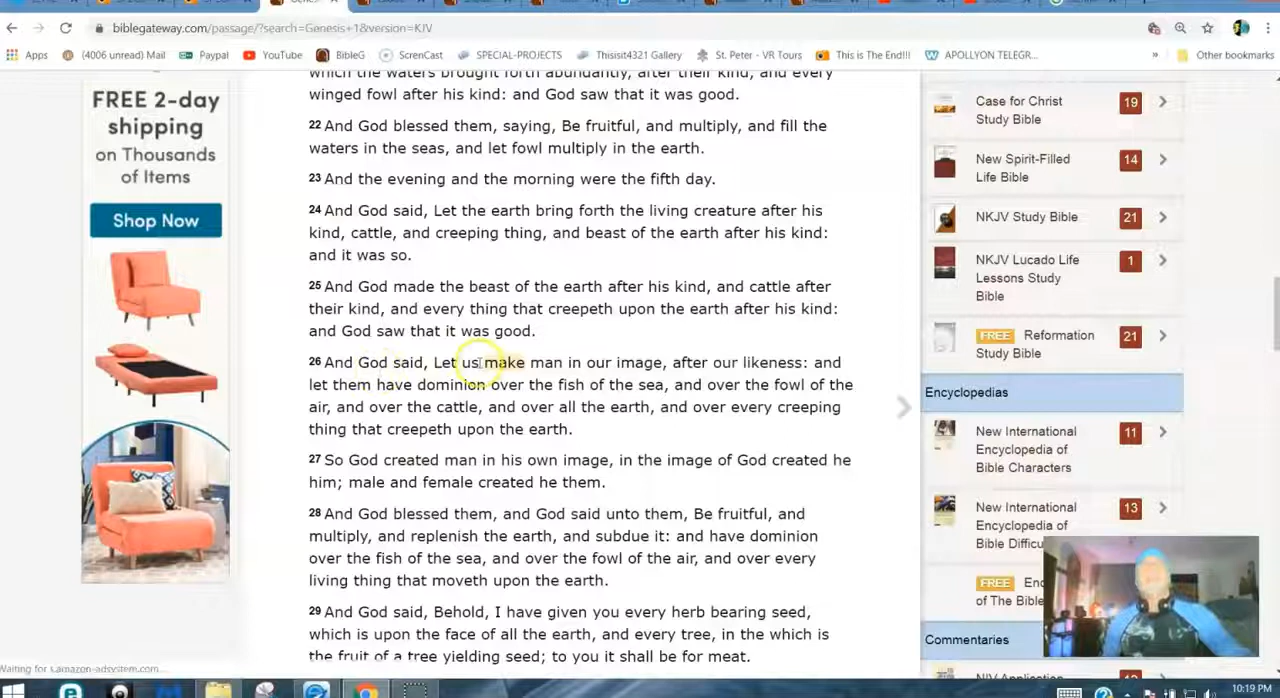 Genesi
biblegateway.com/passage/?search=Genesis+1&version=KJV
Apps (4006 unread) Mail Paypal YouTube BibleG ScrenCast SPECIAL-PROJECTS Thisisit4321 Gallery St. Peter - VR Tours This is The End!!! APOLLYON TELEGR... » Other bookmarks
FREE 2-day
shipping
on Thousands
of Items
Shop Now
which the waters brought forth abundantly, after their kind, and every
winged fowl after his kind: and God saw that it was good.
22 And God blessed them, saying, Be fruitful, and multiply, and fill the
waters in the seas, and let fowl multiply in the earth.
23 And the evening and the morning were the fifth day.
24 And God said, Let the earth bring forth the living creature after his
kind, cattle, and creeping thing, and beast of the earth after his kind:
and it was so.
25 And God made the beast of the earth after his kind, and cattle after
their kind, and every thing that creepeth upon the earth after his kind:
and God saw that it was good.
26 And God said, Let us make man in our image, after our likeness: and
let them have dominion over the fish of the sea, and over the fowl of the
air, and over the cattle, and over all the earth, and over every creeping
thing that creepeth upon the earth.
27 So God created man in his own image, in the image of God created he
him; male and female created he them.
28 And God blessed them, and God said unto them, Be fruitful, and
multiply, and replenish the earth, and subdue it: and have dominion
over the fish of the sea, and over the fowl of the air, and over every
living thing that moveth upon the earth.
29 And God said, Behold, I have given you every herb bearing seed,
which is upon the face of all the earth, and every tree, in the which is
the fruit of a tree yielding seed; to you it shall be for meat.
Case for Christ
Study Bible
19
New Spirit-Filled
Life Bible
14
NKJV Study Bible
21
NKJV Lucado Life
Lessons Study
Bible
1
FREE Reformation
Study Bible
21
Encyclopedias
New International
Encyclopedia of
Bible Characters
11
New International
Encyclopedia of
Bible Difficu
13
FREE Enc
of The Bible
Commentaries
NIV Application
Waiting for s.amazon-adsystem.com...
10:19 PM